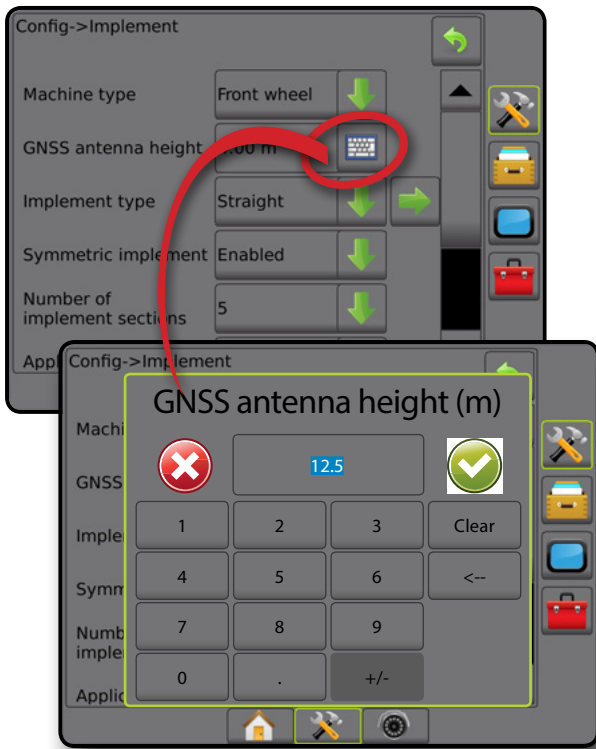 Config->Implement
Machine type Front wheel
GNSS antenna height .00 m
Implement type Straight
Symmetric implement Enabled
Number of
implement sections 5
Appl
Config->Implement
GNSS antenna height (m)
Machi
GNSS
12.5
1 2 3 Clear
Imple
4 5 6 <--
Symm
7 8 9
Numb
imple
0 . +/-
Applic